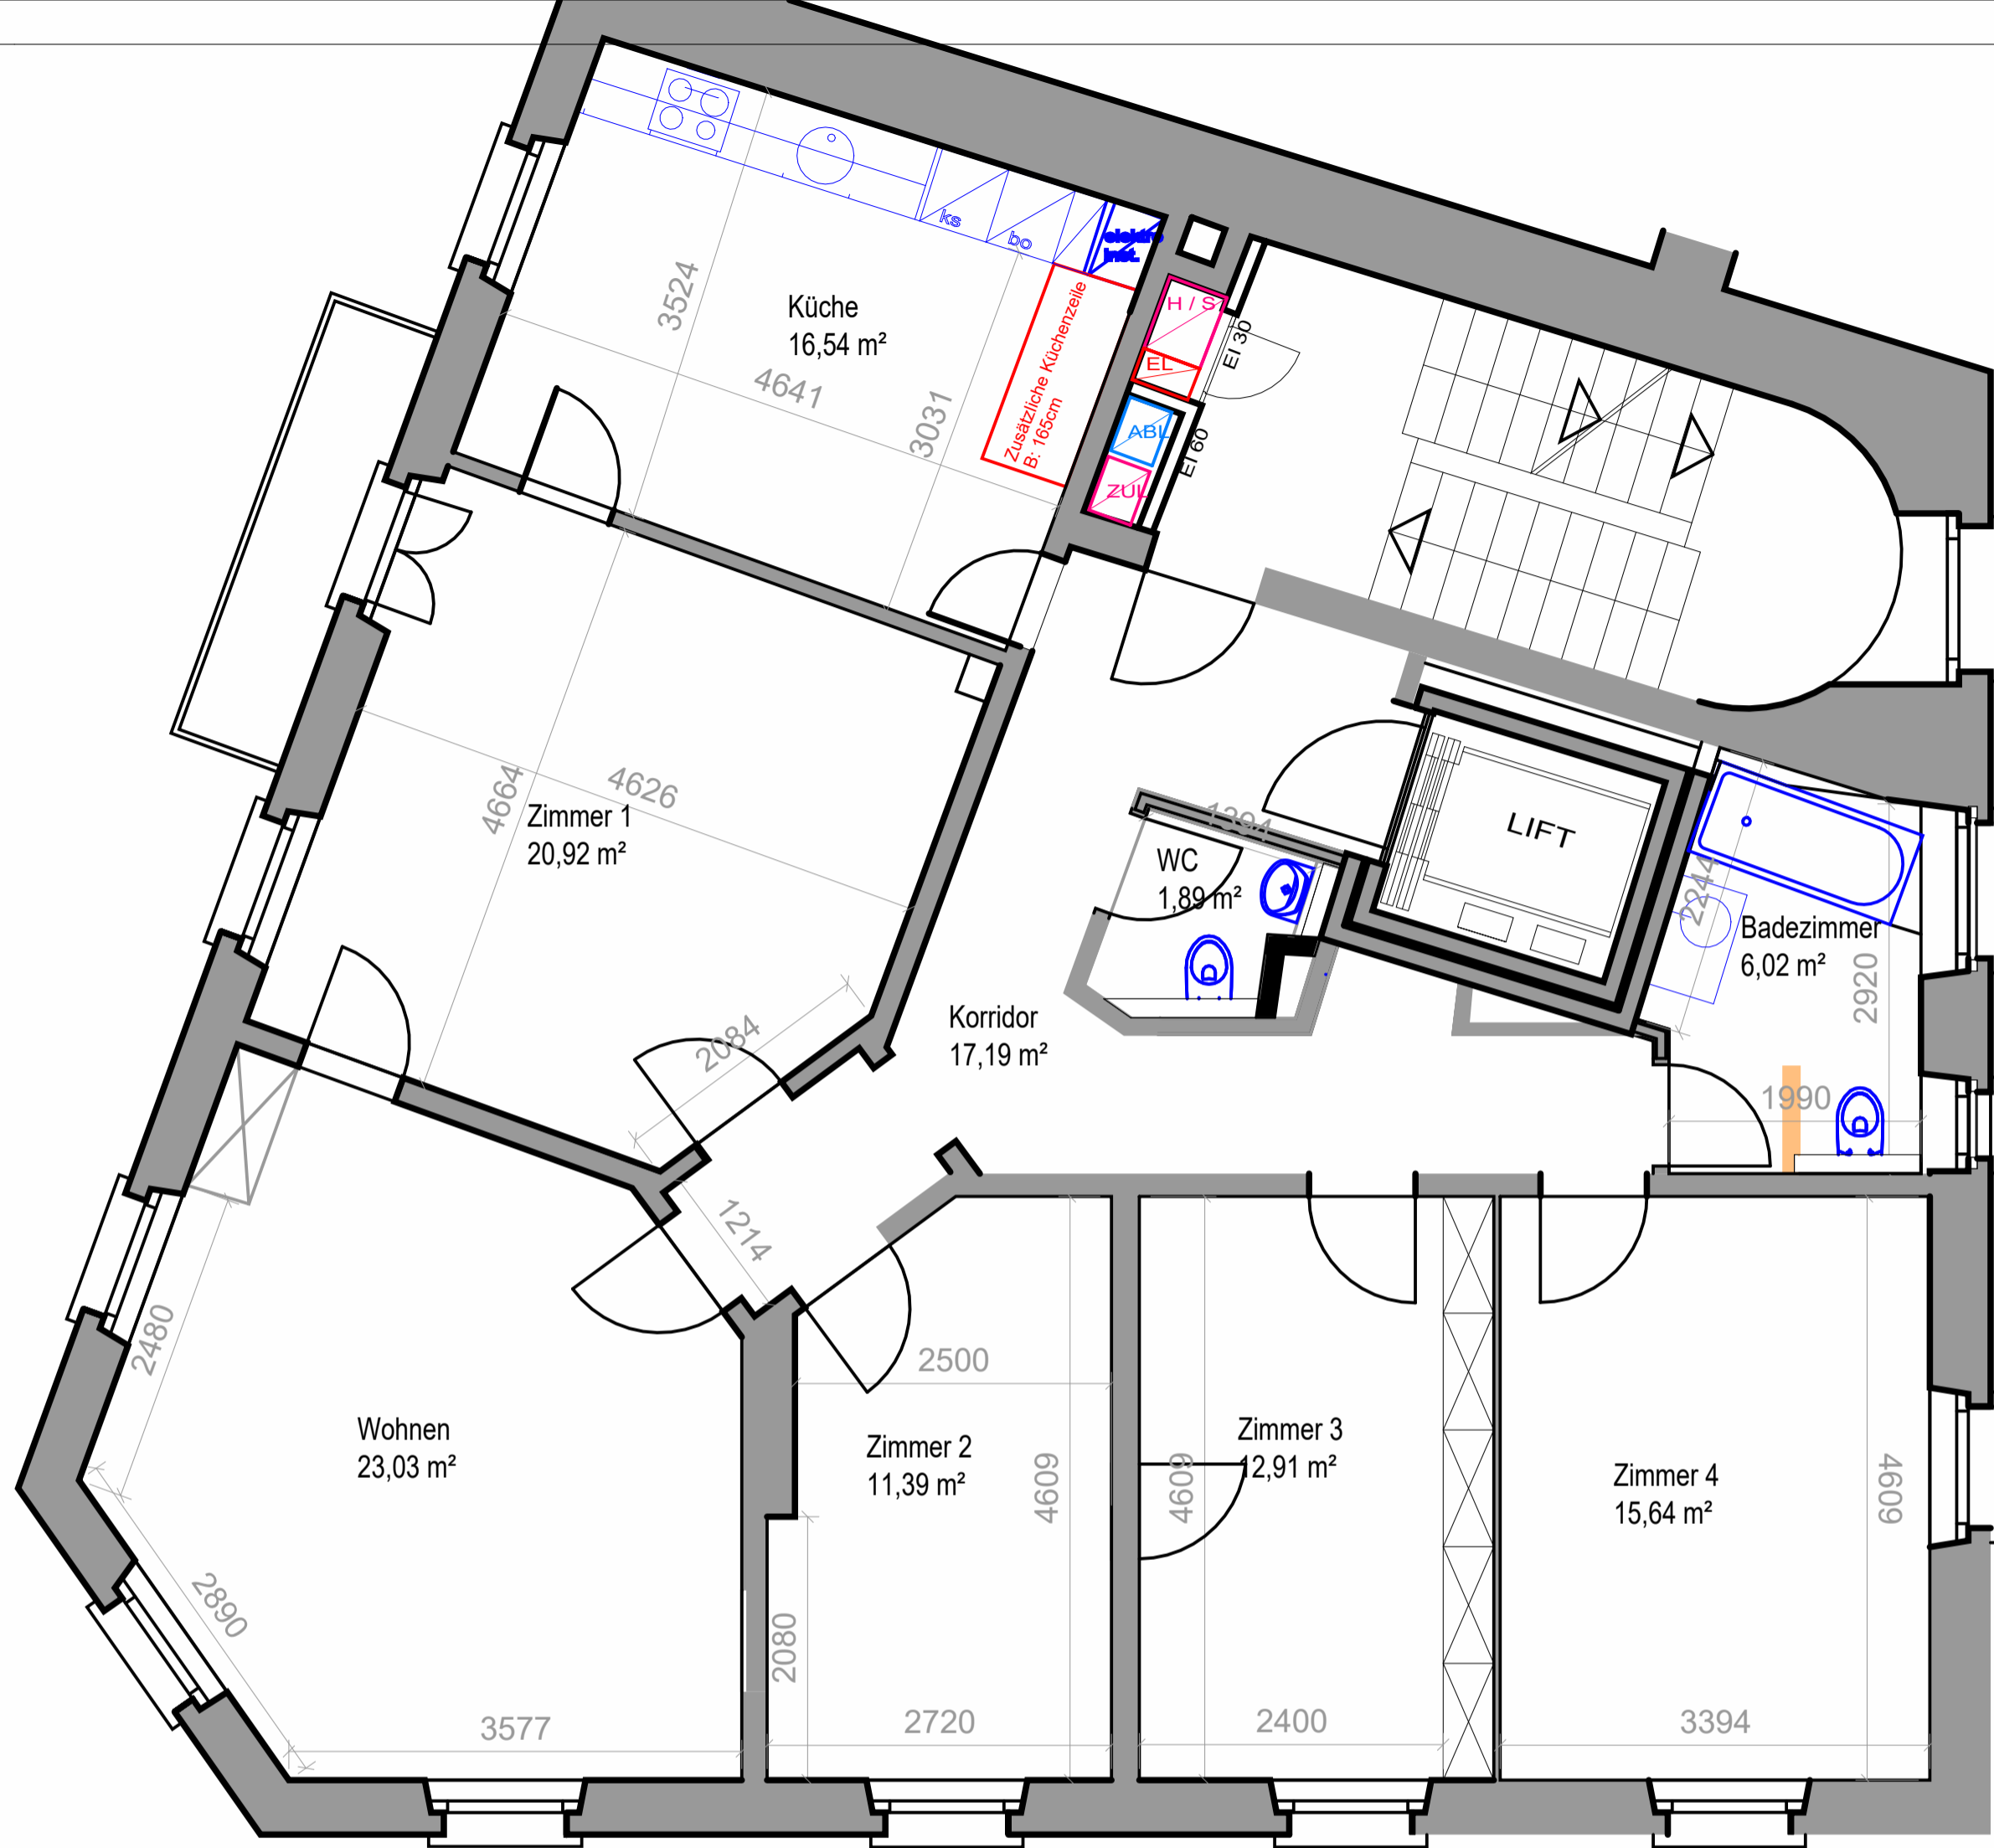 ks
bo
elektro
inst.
H / S
EI 30
Küche
16,54 m²
3524
EL
4641
3031
Zusätzliche Küchenzeile
B: 165cm
ABL
EI 60
ZUL
4664
4626
Zimmer 1
20,92 m²
1394
LIFT
WC
1,89 m²
2244
Badezimmer
6,02 m²
2920
Korridor
17,19 m²
2084
1990
1214
2480
2500
Wohnen
23,03 m²
Zimmer 2
11,39 m²
4609
Zimmer 3
12,91 m²
4609
Zimmer 4
15,64 m²
4609
2890
2080
3577
2720
2400
3394